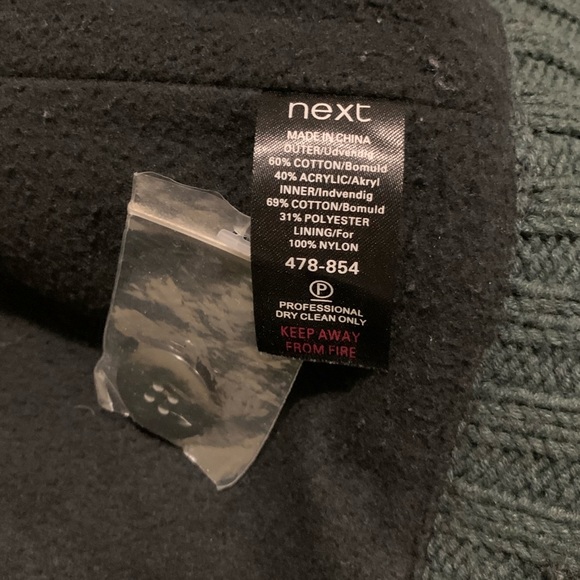 next
MADE IN CHINA
OUTER/Udvendig
60% COTTON/Bomuld
40% ACRYLIC/Akryl
INNER/Indvendig
69% COTTON/Bomuld
31% POLYESTER
LINING/For
100% NYLON
478-854
P
PROFESSIONAL
DRY CLEAN ONLY
KEEP AWAY
FROM FIRE